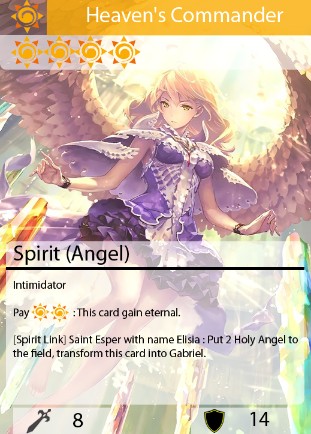 Heaven's Commander
Spirit (Angel)
Intimidator
Pay : This card gain eternal.
[Spirit Link] Saint Esper with name Elisia : Put 2 Holy Angel to
the field, transform this card into Gabriel.
8
14